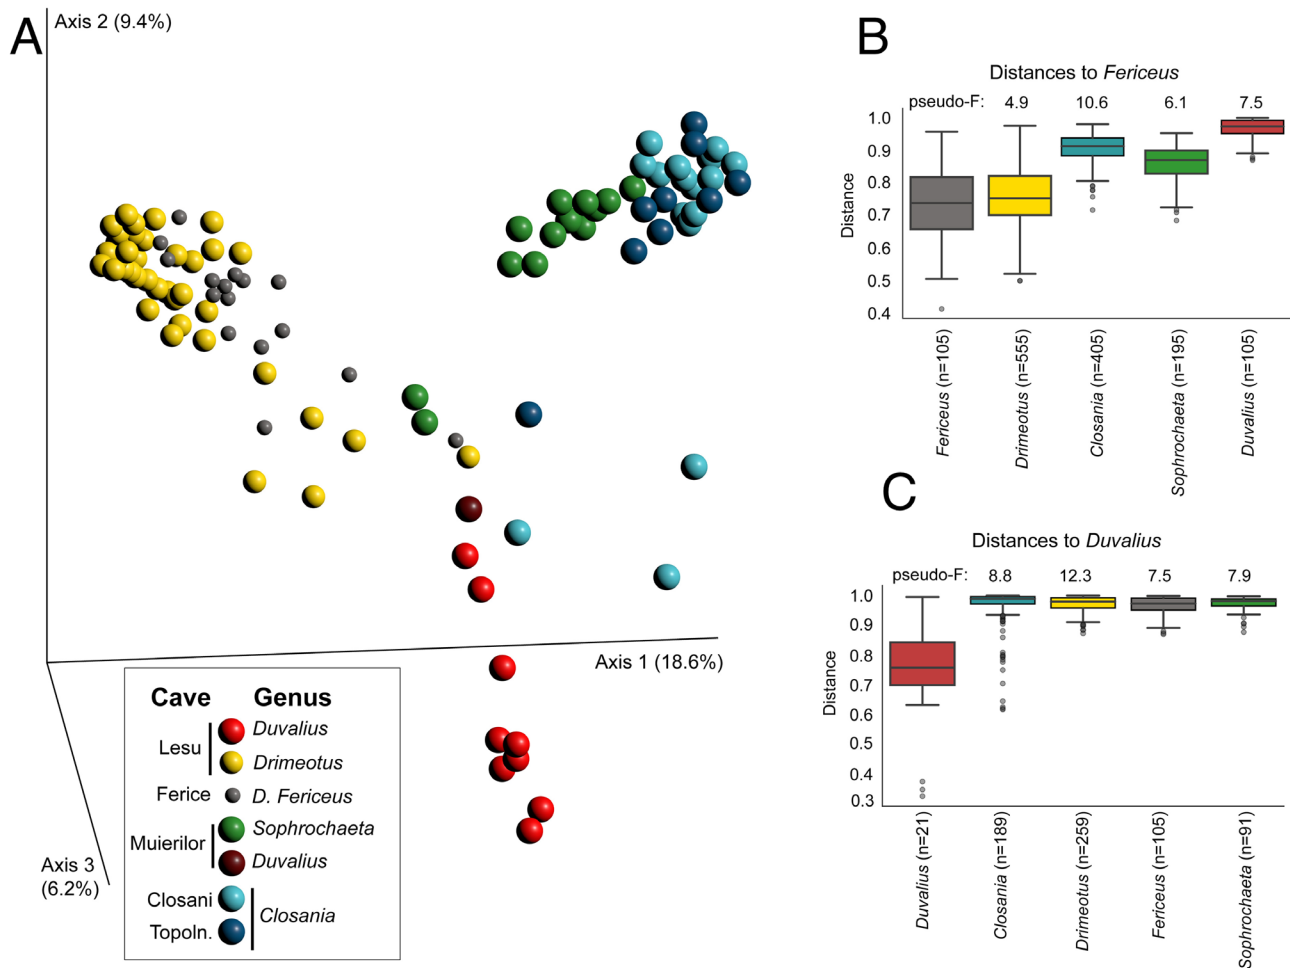 A
Axis 2 (9.4%)
Axis 1 (18.6%)
Axis 3
(6.2%)
Cave Genus
Lesu
Duvalius
Drimeotus
Ferice D. Fericeus
Muierilor
Sophrochaeta
Duvalius
Closani
Topoln.
Closania
B
Distances to Fericeus
pseudo-F: 4.9 10.6 6.1 7.5
Distance
1.0
0.9
0.8
0.7
0.6
0.5
0.4
Fericeus (n=105)
Drimeotus (n=555)
Closania (n=405)
Sophrochaeta (n=195)
Duvalius (n=105)
C
Distances to Duvalius
pseudo-F: 8.8 12.3 7.5 7.9
Distance
1.0
0.9
0.8
0.7
0.6
0.5
0.4
0.3
Duvalius (n=21)
Closania (n=189)
Drimeotus (n=259)
Fericeus (n=105)
Sophrochaeta (n=91)